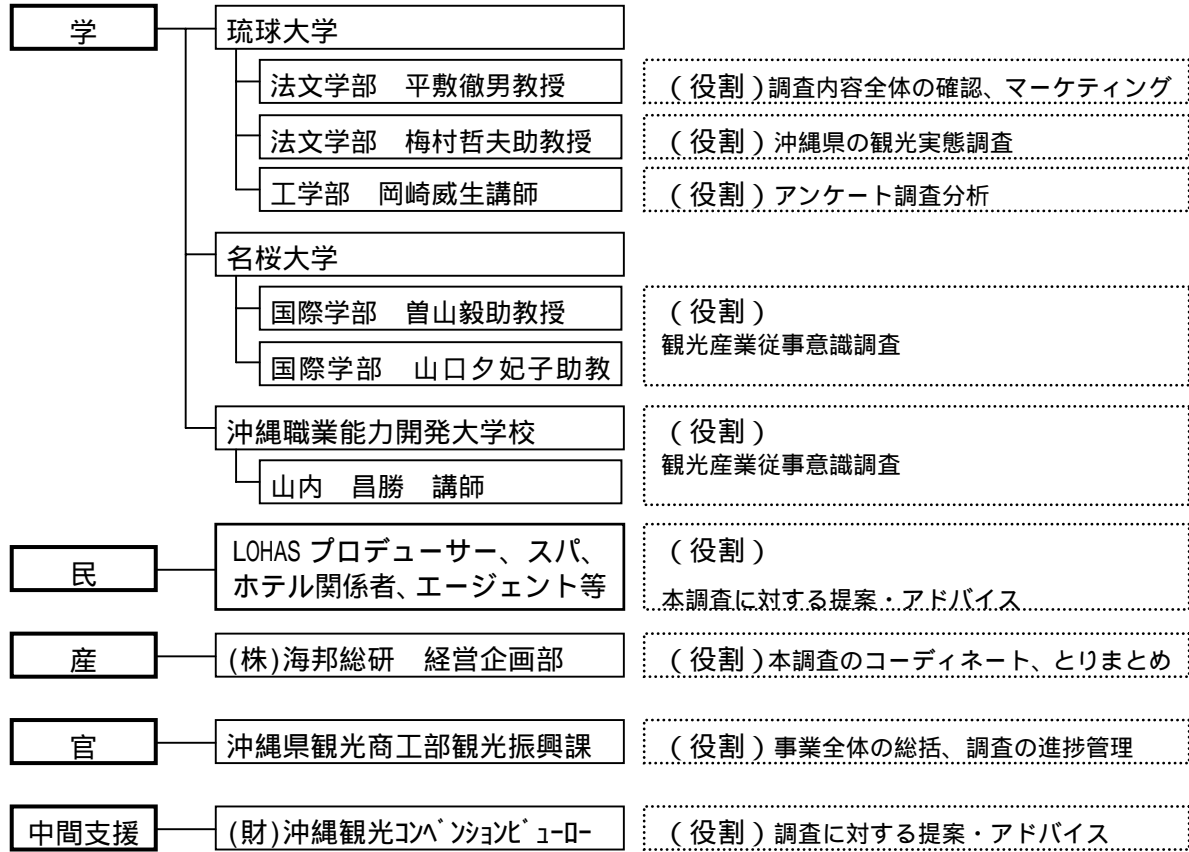 学
琉球大学
法文学部　平敷徹男教授
（役割）調査内容全体の確認、マーケティング
法文学部　梅村哲夫助教授
（役割）沖縄県の観光実態調査
工学部　岡崎威生講師
（役割）アンケート調査分析
名桜大学
国際学部　曽山毅助教授
国際学部　山口夕妃子助教
（役割）
観光産業従事意識調査
沖縄職業能力開発大学校
山内　昌勝　講師
（役割）
観光産業従事意識調査
民
LOHAS プロデューサー、スパ、
ホテル関係者、エージェント等
（役割）
本調査に対する提案・アドバイス
産
(株)海邦総研　経営企画部
（役割）本調査のコーディネート、とりまとめ
官
沖縄県観光商工部観光振興課
（役割）事業全体の総括、調査の進捗管理
中間支援
(財)沖縄観光ｺﾝﾍﾞﾝｼｮﾝﾋﾞｭｰﾛｰ
（役割）調査に対する提案・アドバイス